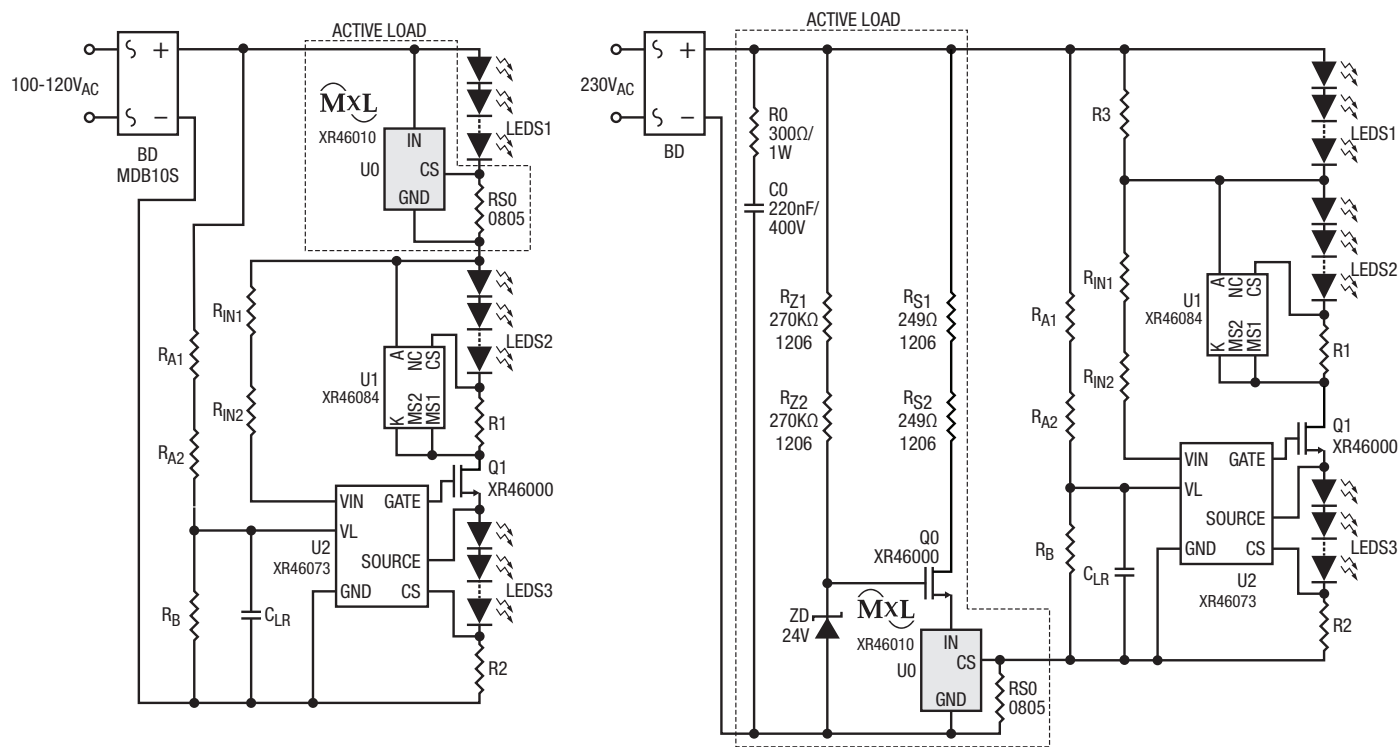 ACTIVE LOAD
100-120VAC
+
−
BD
MDB10S
MxL
XR46010
U0
IN
CS
GND
LEDS1
RS0
0805
RIN1
RIN2
RA1
RA2
RB
CLR
U1
XR46084
A
NC
CS
K
MS2
MS1
LEDS2
R1
Q1
XR46000
VIN
GATE
VL
SOURCE
GND
CS
U2
XR46073
LEDS3
R2
ACTIVE LOAD
230VAC
+
−
BD
R0
300Ω/
1W
C0
220nF/
400V
RZ1
270KΩ
1206
RZ2
270KΩ
1206
RS1
249Ω
1206
RS2
249Ω
1206
Q0
XR46000
ZD
24V
MxL
XR46010
U0
IN
CS
GND
RS0
0805
RA1
RA2
RB
CLR
R3
RIN1
RIN2
LEDS1
U1
XR46084
A
NC
CS
K
MS2
MS1
LEDS2
R1
Q1
XR46000
VIN
GATE
VL
SOURCE
GND
CS
U2
XR46073
LEDS3
R2